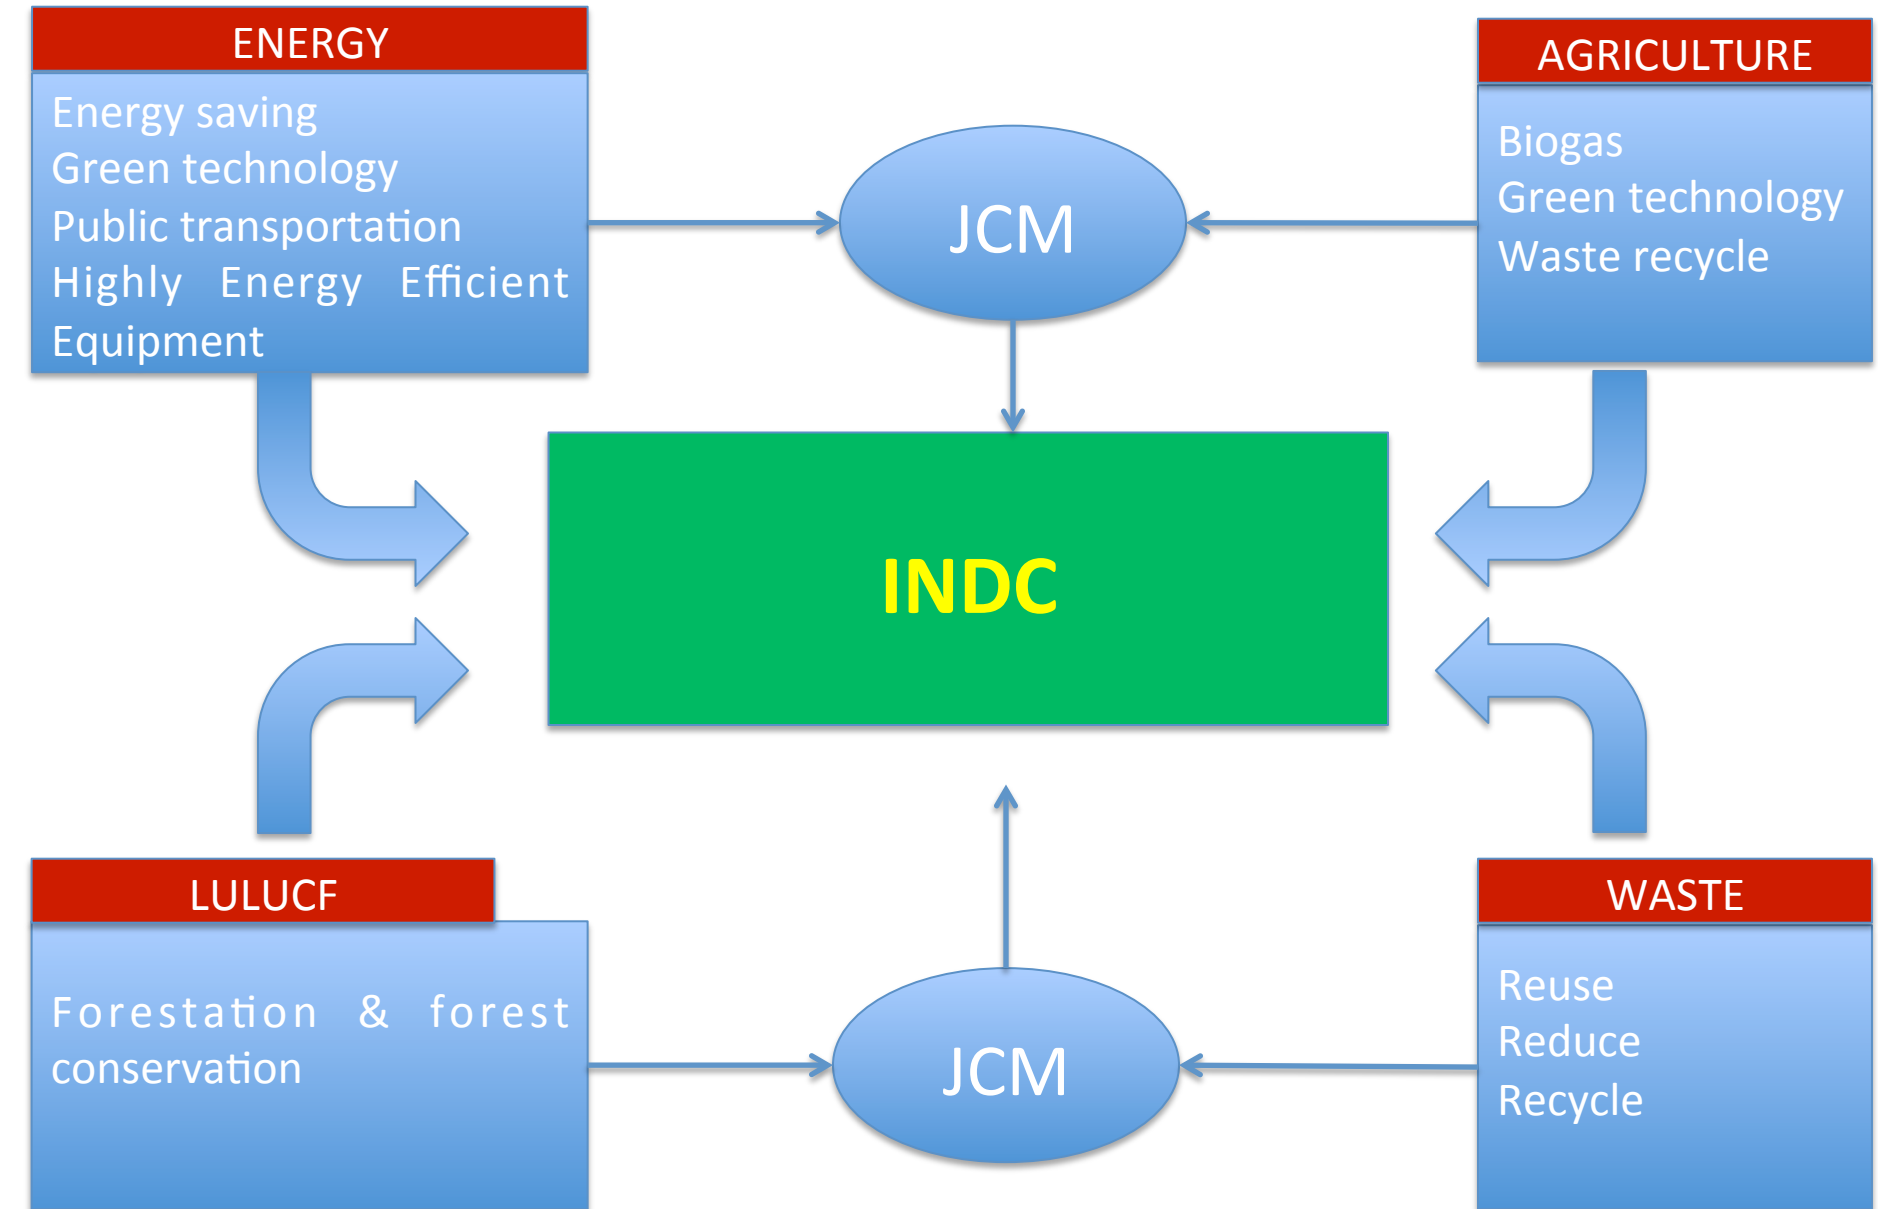 ENERGY
Energy saving
Green technology
Public transportation
Highly Energy Efficient
Equipment
JCM
AGRICULTURE
Biogas
Green technology
Waste recycle
INDC
LULUCF
Forestation & forest
conservation
JCM
WASTE
Reuse
Reduce
Recycle